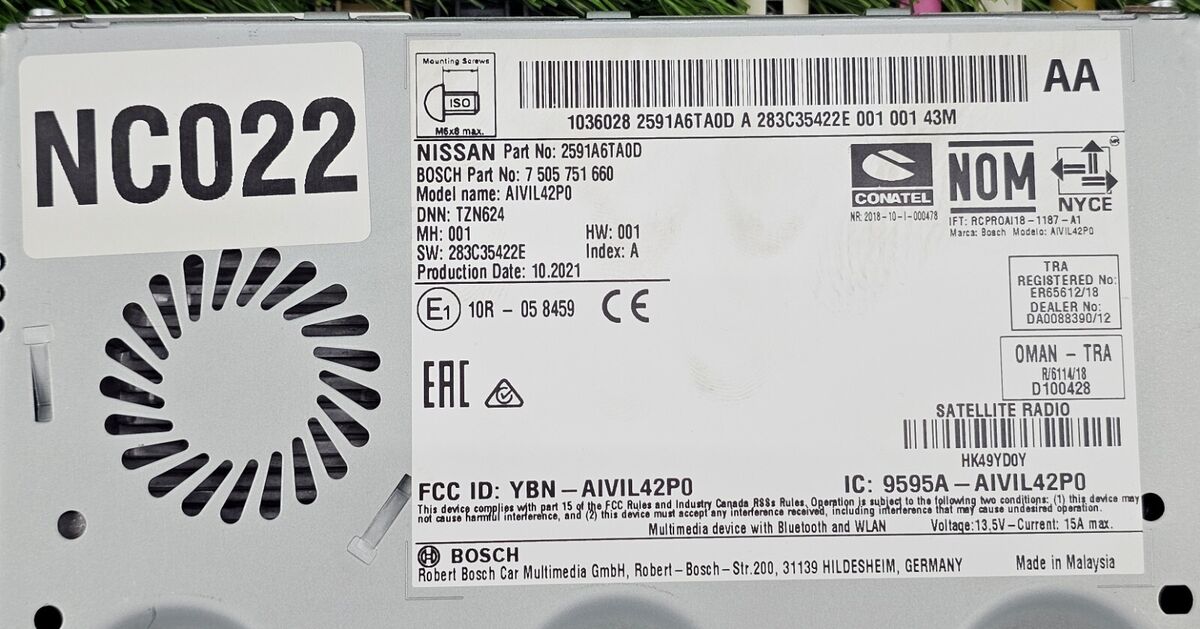 NC022
Mounting Screws
ISO
M5x8 max.
AA
1036028 2591A6TA0D A 283C35422E 001 001 43M
NISSAN Part No: 2591A6TA0D
BOSCH Part No: 7 505 751 660
Model name: AIVIL42P0
DNN: TZN624
MH: 001 HW: 001
SW: 283C35422E Index: A
Production Date: 10.2021
CONATEL
NR: 2018-10-I-000478
NOM
NYCE
IFT: RCPROAI18-1187-A1
Marca: Bosch Modelo: AIVIL42P0
E1 10R - 05 8459 CE
TRA
REGISTERED No:
ER65612/18
DEALER No:
DA0088390/12
EAC
OMAN - TRA
R/6114/18
D100428
SATELLITE RADIO
HK49YD0Y
FCC ID: YBN-AIVIL42P0 IC: 9595A-AIVIL42P0
This device complies with part 15 of the FCC Rules and Industry Canada RSSs Rules. Operation is subject to the following two conditions: (1) this device may
not cause harmful interference, and (2) this device must accept any interference received, including interference that may cause undesired operation.
Multimedia device with Bluetooth and WLAN Voltage: 13.5V-Current: 15A max.
BOSCH
Robert Bosch Car Multimedia GmbH, Robert-Bosch-Str.200, 31139 HILDESHEIM, GERMANY Made in Malaysia